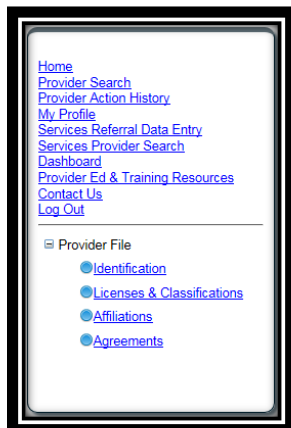 Home
Provider Search
Provider Action History
My Profile
Services Referral Data Entry
Services Provider Search
Dashboard
Provider Ed & Training Resources
Contact Us
Log Out
Provider File
Identification
Licenses & Classifications
Affiliations
Agreements